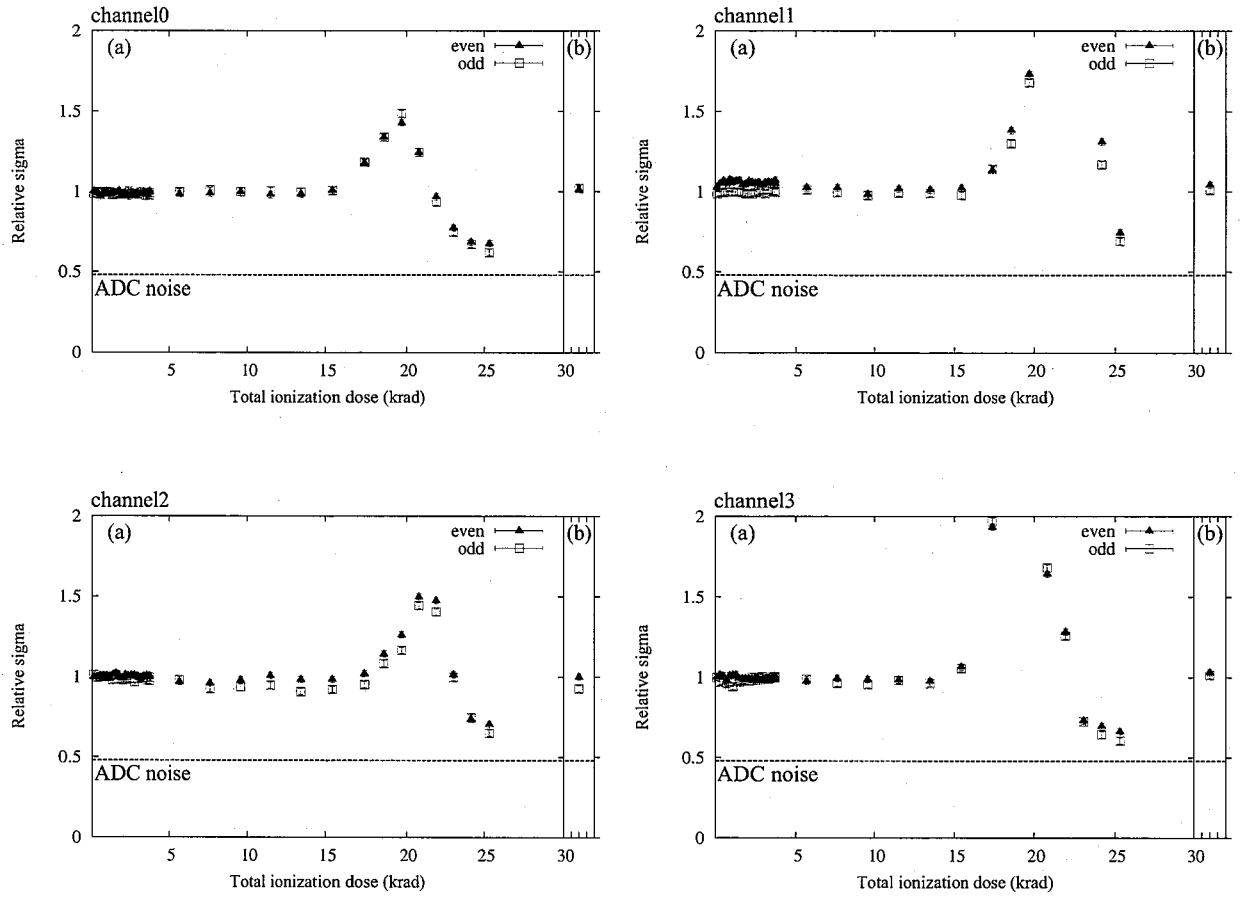 channel0
(a)
(b)
even
odd
2
1.5
1
0.5
0
Relative sigma
ADC noise
5 10 15 20 25 30
Total ionization dose (krad)
channel1
(a)
(b)
even
odd
2
1.5
1
0.5
0
Relative sigma
ADC noise
5 10 15 20 25 30
Total ionization dose (krad)
channel2
(a)
(b)
even
odd
2
1.5
1
0.5
0
Relative sigma
ADC noise
5 10 15 20 25 30
Total ionization dose (krad)
channel3
(a)
(b)
even
odd
2
1.5
1
0.5
0
Relative sigma
ADC noise
5 10 15 20 25 30
Total ionization dose (krad)